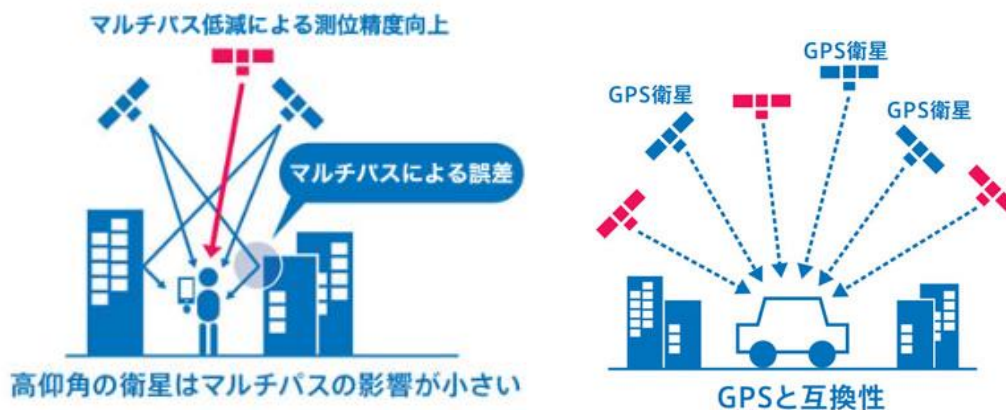 マルチパス低減による測位精度向上
マルチパスによる誤差
高仰角の衛星はマルチパスの影響が小さい
GPS衛星
GPS衛星
GPS衛星
GPSと互換性